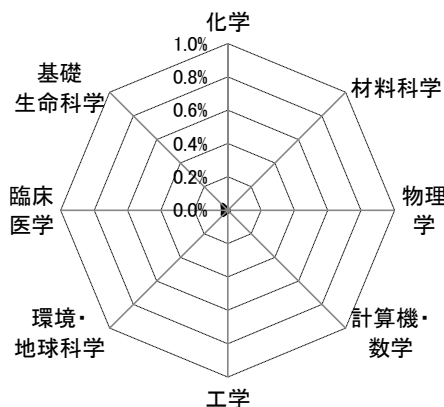 化学
1.0%
0.8%
0.6%
0.4%
0.2%
0.0%
材料科学
物理
学
計算機・
数学
工学
環境・
地球科学
臨床
医学
基礎
生命科学